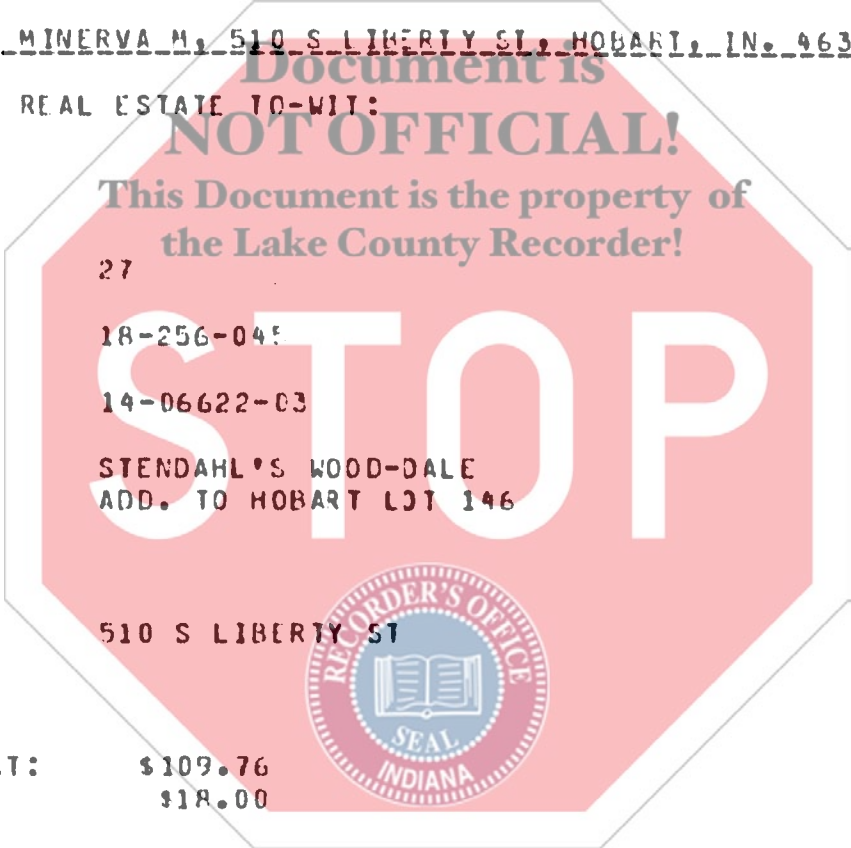 MINERVA M, 510 S LIBERTY ST, HOBART, IN. 463
Document is
REAL ESTATE TO-WIT:
NOT OFFICIAL!
This Document is the property of
the Lake County Recorder!
27
18-256-045
STOP
14-06622-03
STENDAHL'S WOOD-DALE
ADD. TO HOBART LOT 146
510 S LIBERTY ST
RECORDER'S OFFICE
SEAL
INDIANA
T: $109.76
$18.00